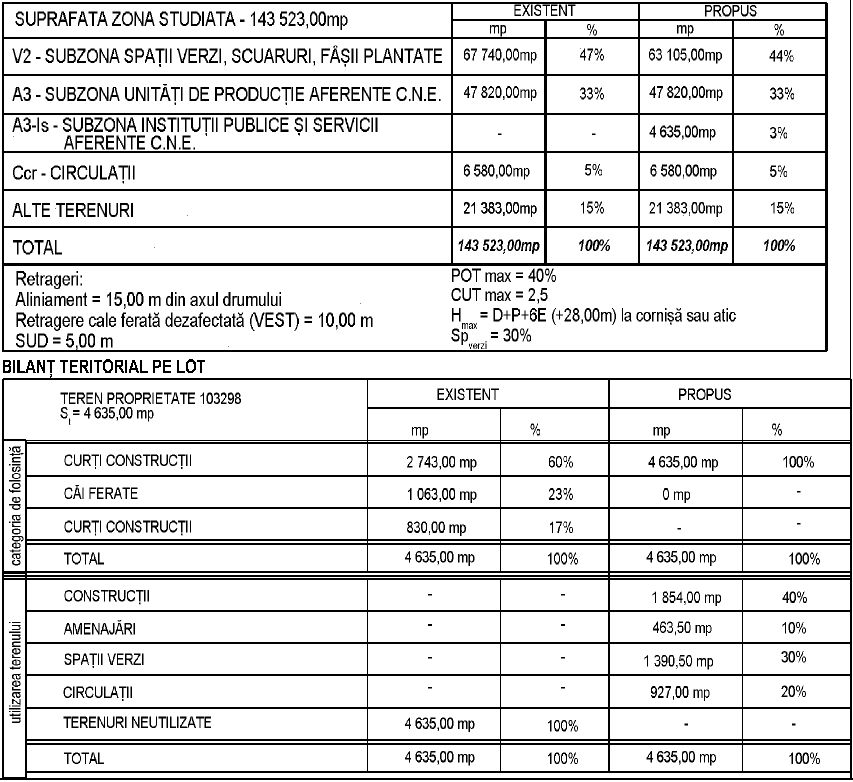 SUPRAFATA ZONA STUDIATA - 143 523,00mp EXISTENT PROPUS
mp % mp %
V2 - SUBZONA SPAȚII VERZI, SCUARURI, FÂȘII PLANTATE 67 740,00mp 47% 63 105,00mp 44%
A3 - SUBZONA UNITĂȚI DE PRODUCȚIE AFERENTE C.N.E. 47 820,00mp 33% 47 820,00mp 33%
A3-Is - SUBZONA INSTITUȚII PUBLICE ȘI SERVICII
AFERENTE C.N.E. - - 4 635,00mp 3%
Ccr - CIRCULAȚII 6 580,00mp 5% 6 580,00mp 5%
ALTE TERENURI 21 383,00mp 15% 21 383,00mp 15%
TOTAL 143 523,00mp 100% 143 523,00mp 100%
Retrageri:
Aliniament = 15,00 m din axul drumului
Retragere cale ferată dezafectată (VEST) = 10,00 m
SUD = 5,00 m
POT max = 40%
CUT max = 2,5
Hmax = D+P+6E (+28,00m) la cornișă sau atic
Spverzi = 30%
BILANȚ TERITORIAL PE LOT
TEREN PROPRIETATE 103298
St= 4 635,00 mp
EXISTENT PROPUS
mp % mp %
categoria de folosință
CURȚI CONSTRUCȚII 2 743,00 mp 60% 4 635,00 mp 100%
CĂI FERATE 1 063,00 mp 23% 0 mp -
CURȚI CONSTRUCȚII 830,00 mp 17% - -
TOTAL 4 635,00 mp 100% 4 635,00 mp 100%
utilizarea terenului
CONSTRUCȚII - - 1 854,00 mp 40%
AMENAJĂRI - - 463,50 mp 10%
SPAȚII VERZI - - 1 390,50 mp 30%
CIRCULAȚII - - 927,00 mp 20%
TERENURI NEUTILIZATE 4 635,00 mp 100% - -
TOTAL 4 635,00 mp 100% 4 635,00 mp 100%